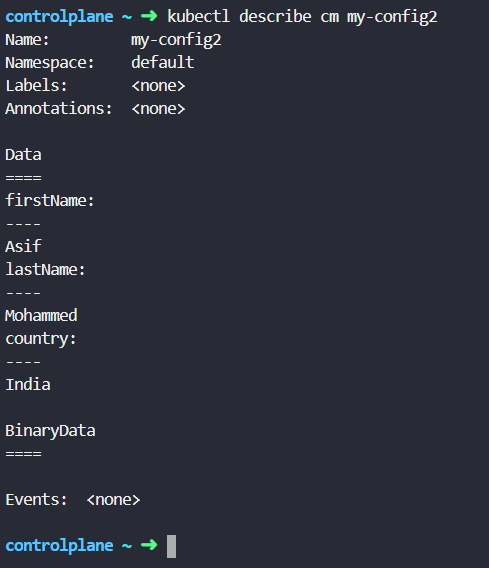 controlplane ~ ➜ kubectl describe cm my-config2
Name:         my-config2
Namespace:    default
Labels:       <none>
Annotations:  <none>

Data
====
firstName:
----
Asif
lastName:
----
Mohammed
country:
----
India

BinaryData
====

Events:  <none>

controlplane ~ ➜